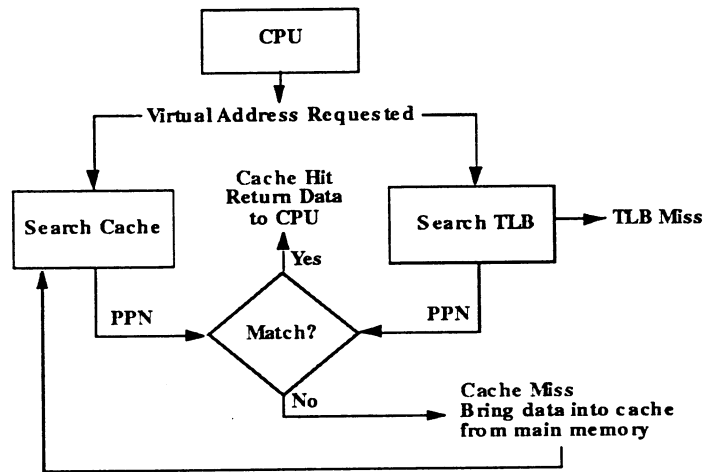 CPU
Virtual Address Requested
Cache Hit
Return Data
to CPU
Search Cache
Search TLB
TLB Miss
Yes
PPN
Match?
PPN
No
Cache Miss
Bring data into cache
from main memory